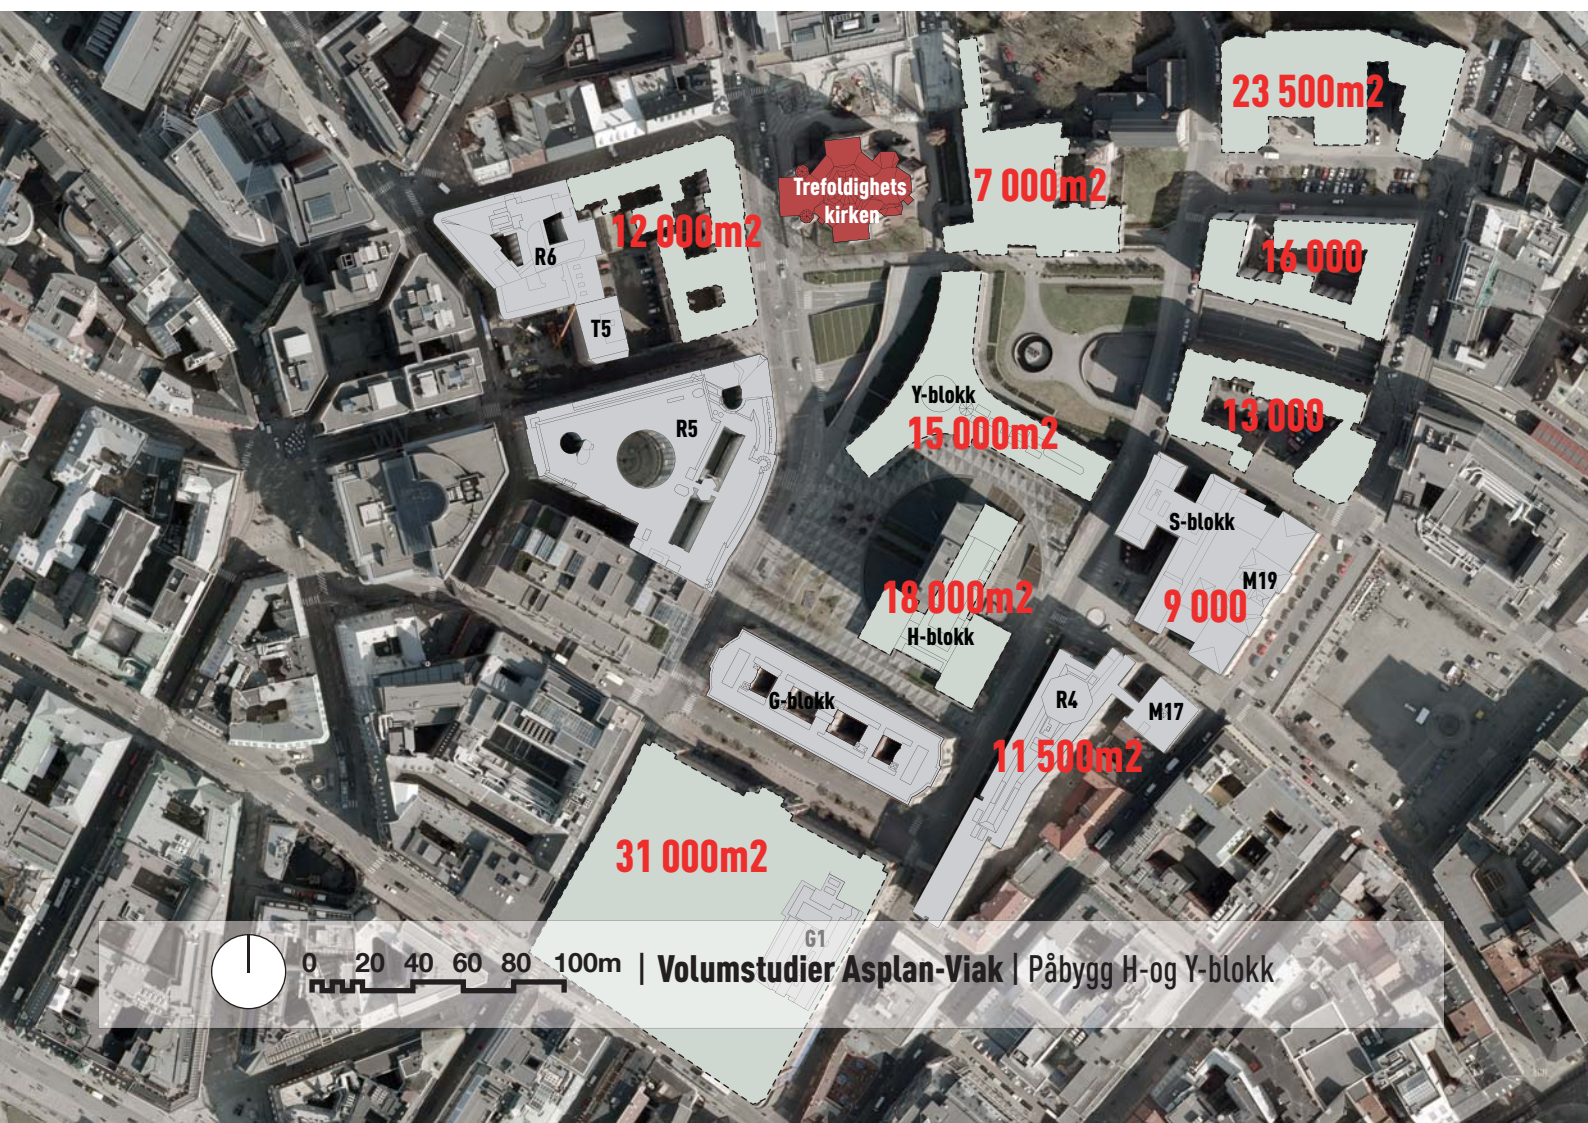 23 500m2
7 000m2
Trefoldighets
kirken
12 000m2
R6
16 000
T5
Y-blokk
15 000m2
13 000
R5
S-blokk
M19
9 000
18 000m2
H-blokk
G-blokk
R4
M17
11 500m2
31 000m2
G1
0 20 40 60 80 100m | Volumstudier Asplan-Viak | Påbygg H-og Y-blokk